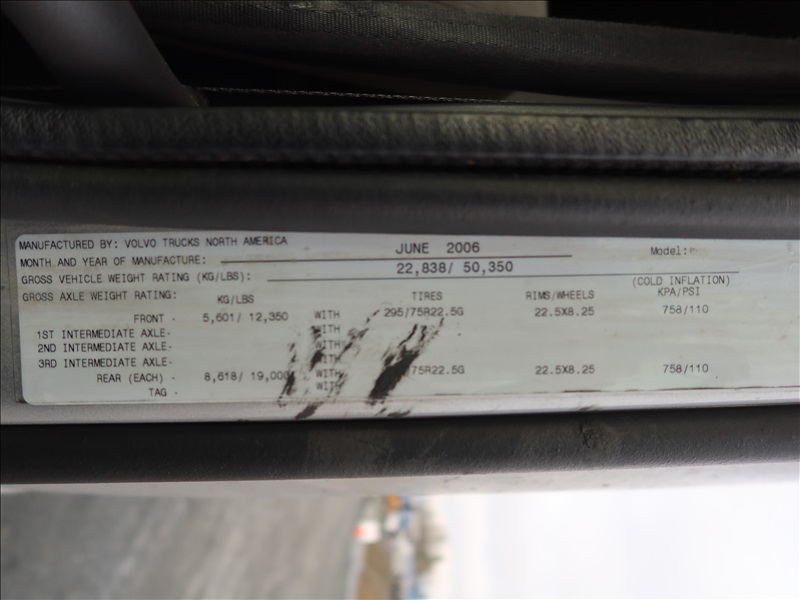 MANUFACTURED BY: VOLVO TRUCKS NORTH AMERICA
MONTH AND YEAR OF MANUFACTURE: JUNE 2006 Model:
GROSS VEHICLE WEIGHT RATING (KG/LBS): 22,838/ 50,350
(COLD INFLATION)
GROSS AXLE WEIGHT RATING: KG/LBS TIRES RIMS/WHEELS KPA/PSI
FRONT - 5,601/ 12,350 WITH 295/75R22.5G 22.5X8.25 758/110
1ST INTERMEDIATE AXLE- WITH
2ND INTERMEDIATE AXLE- WITH
3RD INTERMEDIATE AXLE- WITH
REAR (EACH) - 8,618/ 19,000 WITH 75R22.5G 22.5X8.25 758/110
TAG - WITH